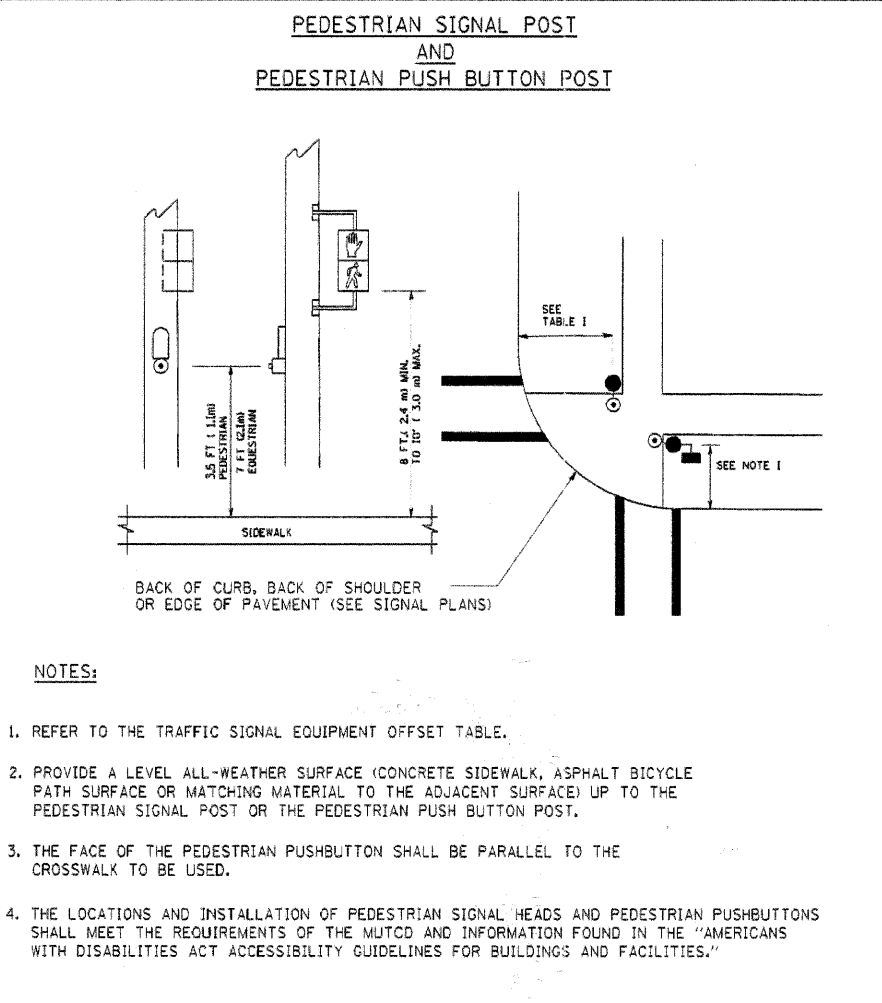 PEDESTRIAN SIGNAL POST
AND
PEDESTRIAN PUSH BUTTON POST
SEE
TABLE I
3.5 FT ( 1.1m)
PEDESTRIAN
7 FT (2.1m)
EQUESTRIAN
8 FT.( 2.4 m) MIN.
TO 10' ( 3.0 m) MAX.
SEE NOTE 1
SIDEWALK
BACK OF CURB, BACK OF SHOULDER
OR EDGE OF PAVEMENT (SEE SIGNAL PLANS)
NOTES:
1. REFER TO THE TRAFFIC SIGNAL EQUIPMENT OFFSET TABLE.
2. PROVIDE A LEVEL ALL-WEATHER SURFACE (CONCRETE SIDEWALK, ASPHALT BICYCLE
PATH SURFACE OR MATCHING MATERIAL TO THE ADJACENT SURFACE) UP TO THE
PEDESTRIAN SIGNAL POST OR THE PEDESTRIAN PUSH BUTTON POST.
3. THE FACE OF THE PEDESTRIAN PUSHBUTTON SHALL BE PARALLEL TO THE
CROSSWALK TO BE USED.
4. THE LOCATIONS AND INSTALLATION OF PEDESTRIAN SIGNAL HEADS AND PEDESTRIAN PUSHBUTTONS
SHALL MEET THE REQUIREMENTS OF THE MUTCD AND INFORMATION FOUND IN THE "AMERICANS
WITH DISABILITIES ACT ACCESSIBILITY GUIDELINES FOR BUILDINGS AND FACILITIES."